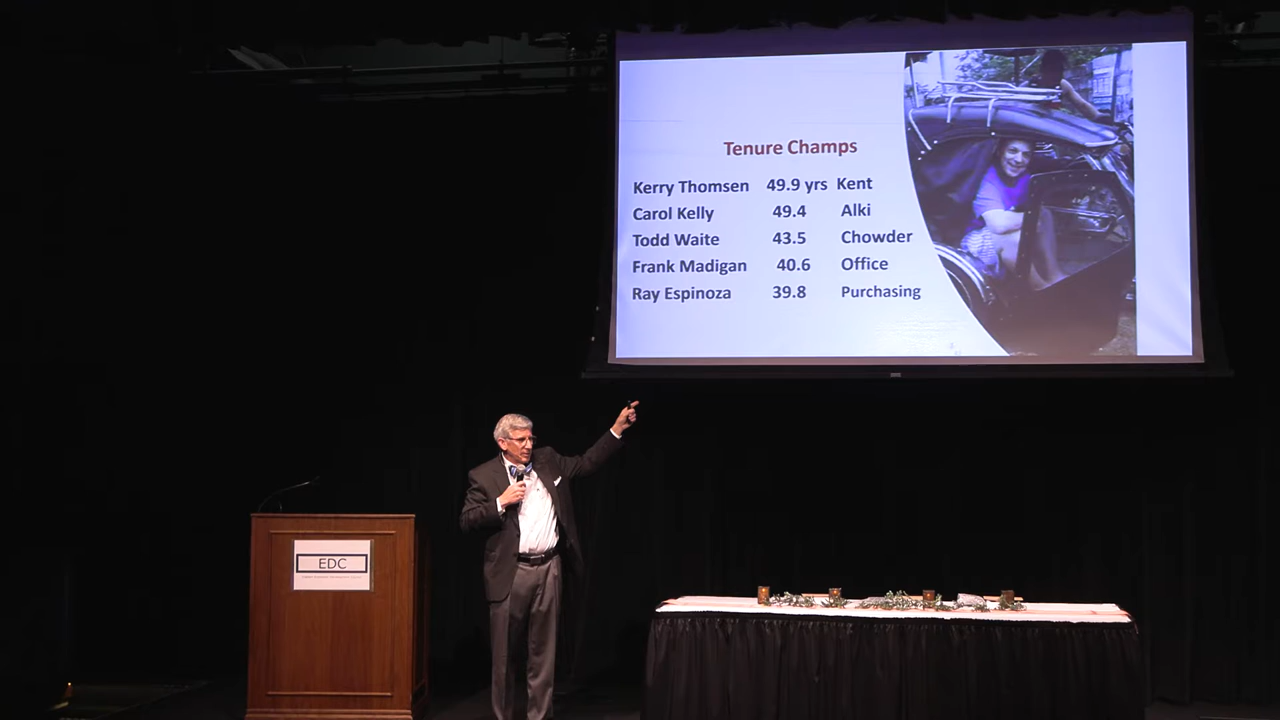 Tenure Champs
Kerry Thomsen 49.9 yrs Kent
Carol Kelly 49.4 Alki
Todd Waite 43.5 Chowder
Frank Madigan 40.6 Office
Ray Espinoza 39.8 Purchasing
EDC